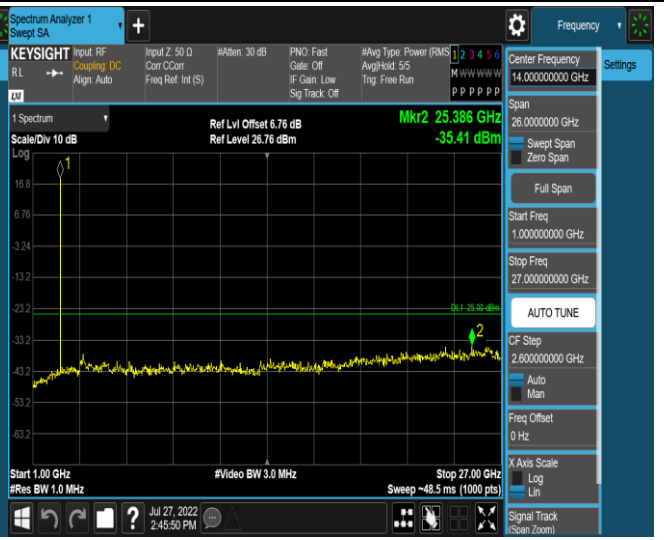 Spectrum Analyzer 1
Swept SA
+
Frequency
KEYSIGHT
RL
Input: RF
Coupling: DC
Align: Auto
Input Z: 50 Ω
Corr CCorr
Freq Ref: Int (S)
#Atten: 30 dB
PNO: Fast
Gate: Off
IF Gain: Low
Sig Track: Off
#Avg Type: Power (RMS
Avg|Hold: 5/5
Trig: Free Run
1 2 3 4 5 6
M W W W W W
P P P P P P
LXI
1 Spectrum
Scale/Div 10 dB
Log
Ref Lvl Offset 6.76 dB
Ref Level 26.76 dBm
Mkr2 25.386 GHz
-35.41 dBm
1
16.8
6.76
-3.24
-13.2
-23.2
-33.2
-43.2
-53.2
-63.2
DL1 -25.00 dBm
2
Start 1.00 GHz
#Res BW 1.0 MHz
#Video BW 3.0 MHz
Stop 27.00 GHz
Sweep ~48.5 ms (1000 pts)
?
Jul 27, 2022
2:45:50 PM
Center Frequency
14.000000000 GHz
Settings
Span
26.0000000 GHz
Swept Span
Zero Span
Full Span
Start Freq
1.000000000 GHz
Stop Freq
27.000000000 GHz
AUTO TUNE
CF Step
2.600000000 GHz
Auto
Man
Freq Offset
0 Hz
X Axis Scale
Log
Lin
Signal Track
(Span Zoom)